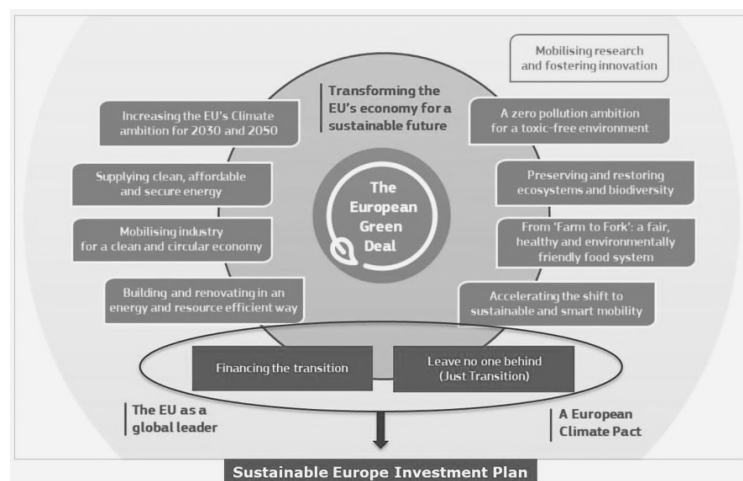 Mobilising research
and fostering innovation
Transforming the
EU's economy for a
sustainable future
Increasing the EU's Climate
ambition for 2030 and 2050
A zero pollution ambition
for a toxic-free environment
Supplying clean, affordable
and secure energy
Preserving and restoring
ecosystems and biodiversity
The
European
Green
Deal
Mobilising industry
for a clean and circular economy
From 'Farm to Fork': a fair,
healthy and environmentally
friendly food system
Building and renovating in an
energy and resource efficient way
Accelerating the shift to
sustainable and smart mobility
Financing the transition
Leave no one behind
(Just Transition)
The EU as a
global leader
A European
Climate Pact
Sustainable Europe Investment Plan